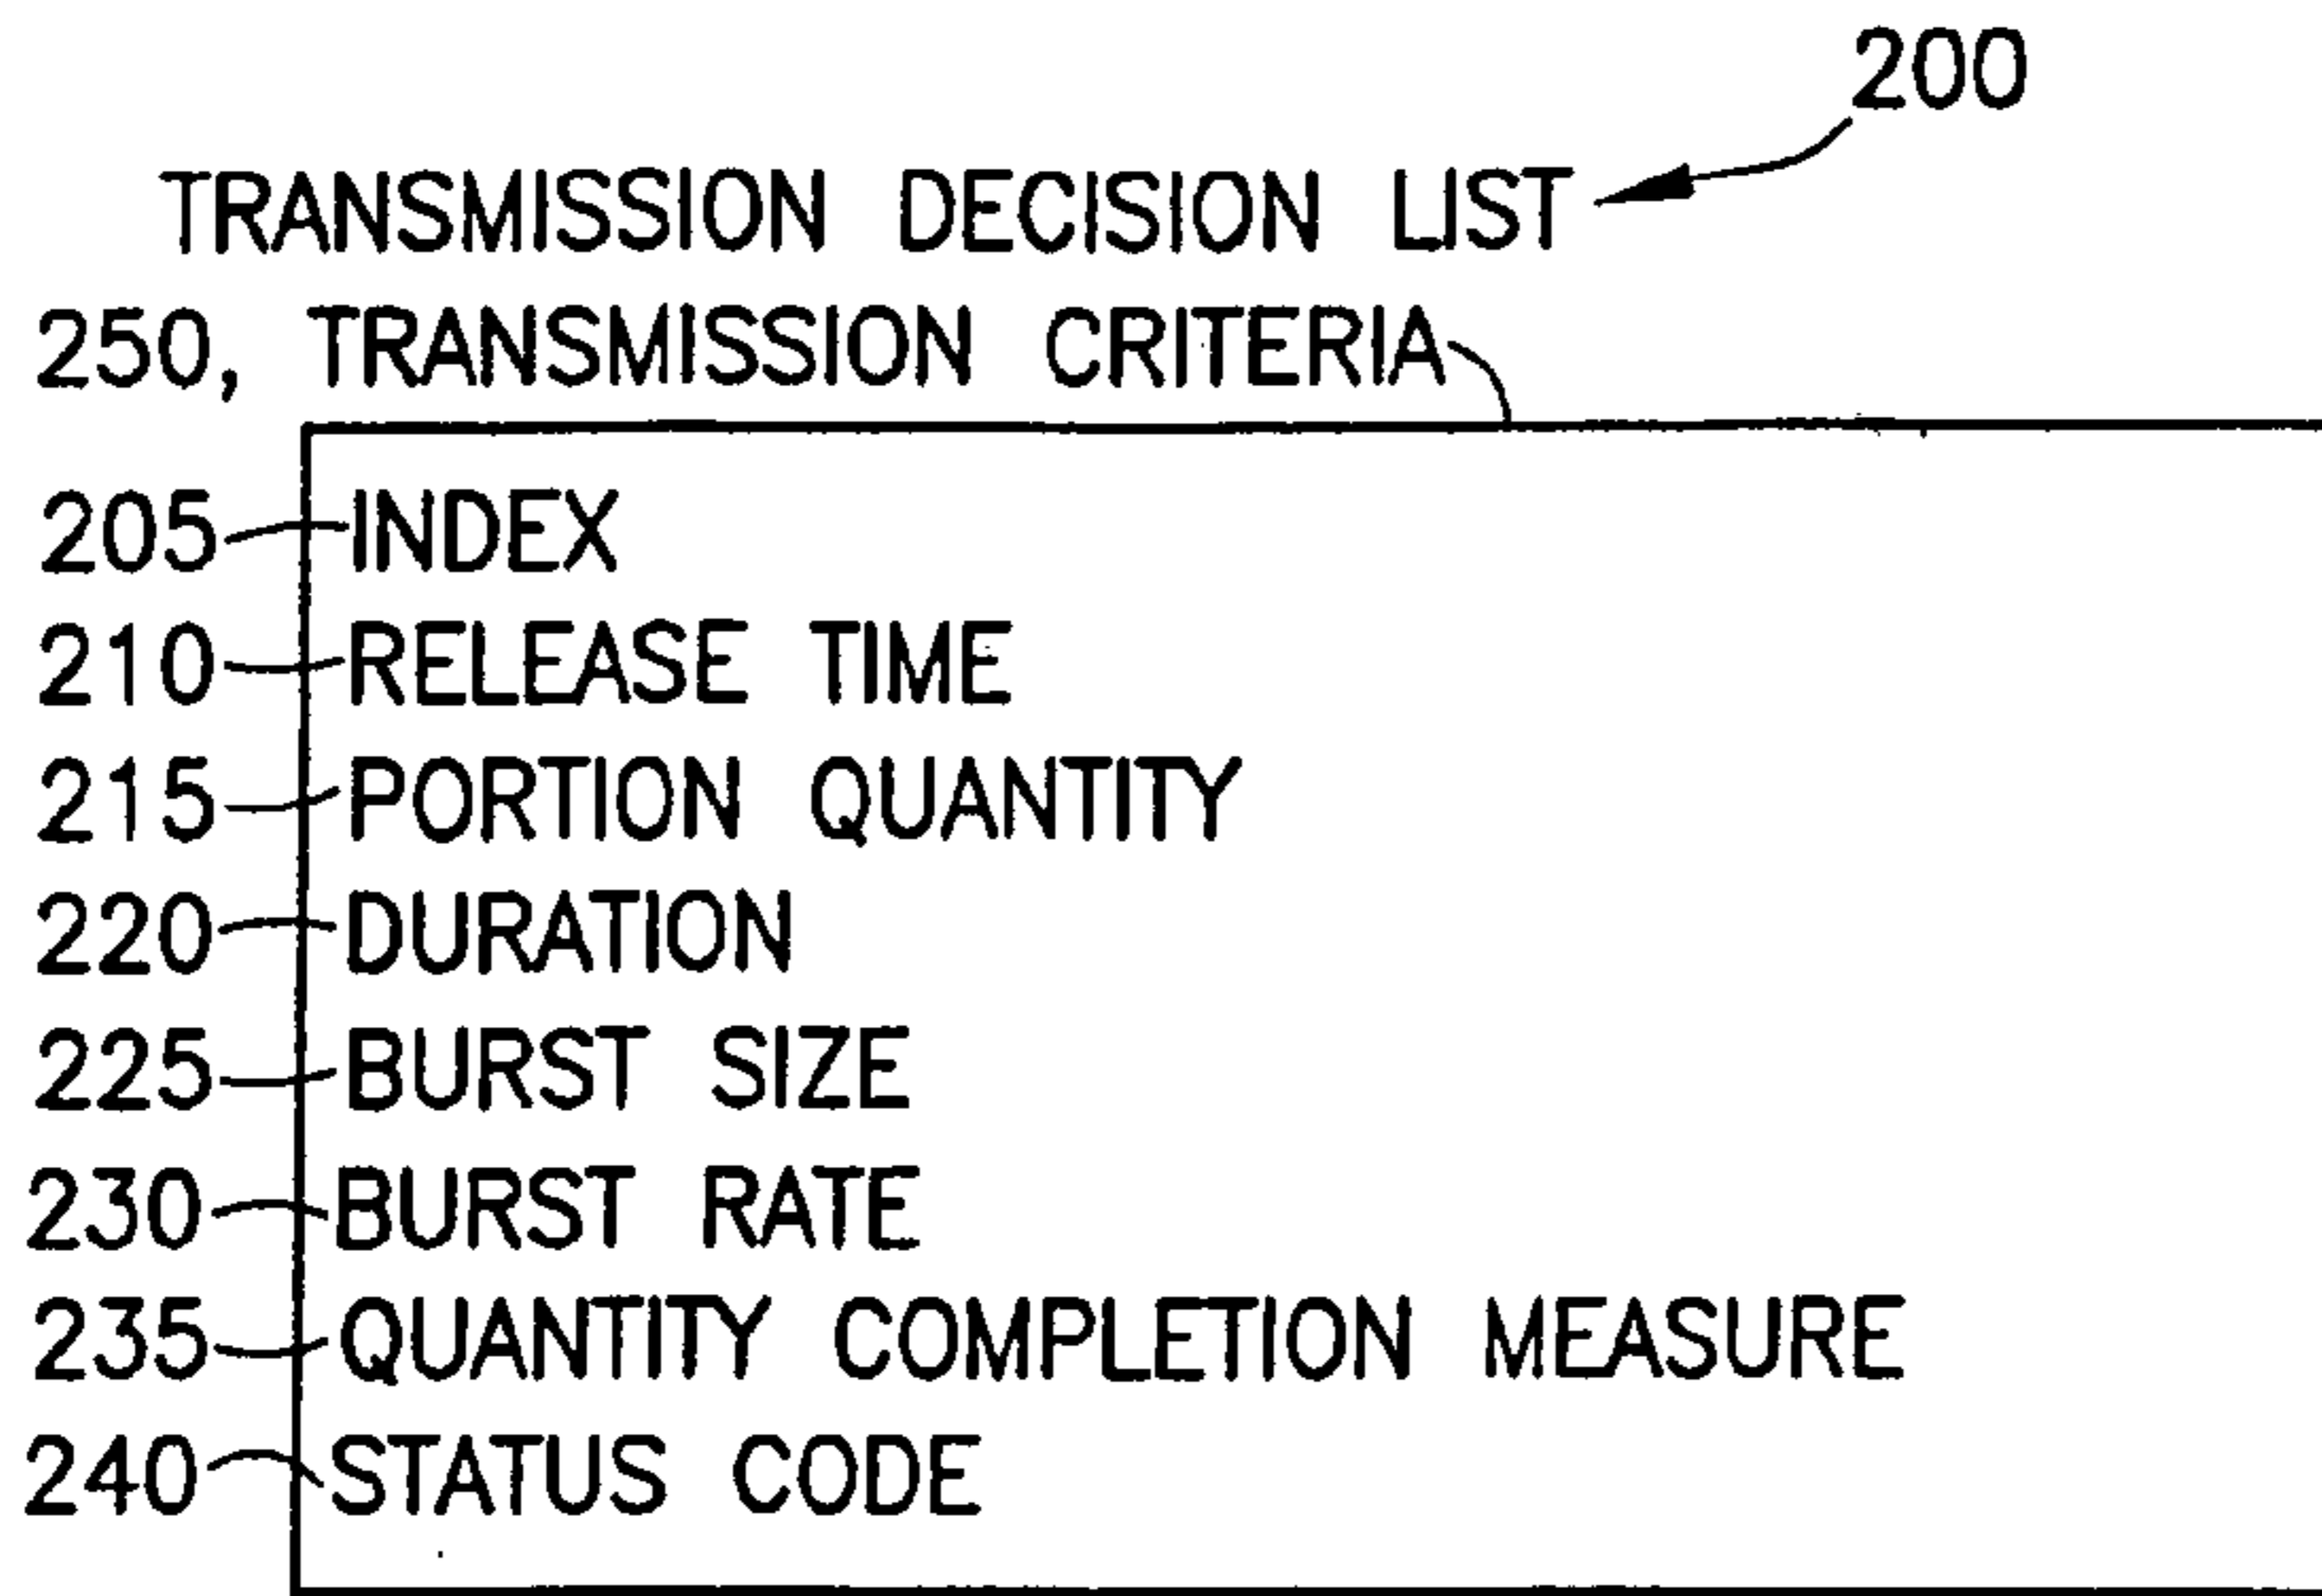 200
TRANSMISSION DECISION LIST
250, TRANSMISSION CRITERIA
205 INDEX
210 RELEASE TIME
215 PORTION QUANTITY
220 DURATION
225 BURST SIZE
230 BURST RATE
235 QUANTITY COMPLETION MEASURE
240 STATUS CODE